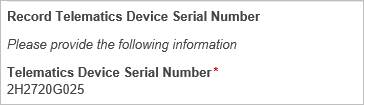 Record Telematics Device Serial Number
Please provide the following information
Telematics Device Serial Number*
2H2720G025